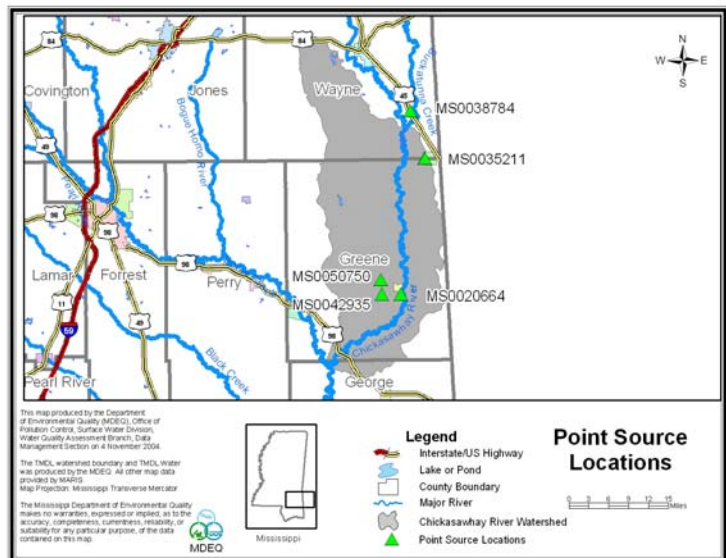 84
84
N
W E
S
Covington
Jones
Wayne
Buckatunna Creek
45
MS0038784
Bogue Homo River
49
MS0035211
98
98
98
Greene
MS0050750
Lamar
Forrest
Perry
MS0042935
MS0020664
11
49
98
59
Chickasawhay River
Black Creek
Pearl River
George
This map produced by the Department
of Environmental Quality (MDEQ), Office of
Pollution Control, Surface Water Division,
Water Quality Assessment Branch, Data
Management Section on 4 November 2004.
The TMDL watershed boundary and TMDL Water
was produced by the MDEQ. All other map data
provided by MARIS.
Map Projection: Mississippi Transverse Mercator
The Mississippi Department of Environmental Quality
makes no warranties, expressed or implied, as to the
accuracy, completeness, currentness, reliability, or
suitability for any particular purpose, of the data
contained on this map.
MDEQ
Mississippi
Legend
Interstate/US Highway
Lake or Pond
County Boundary
Major River
Chickasawhay River Watershed
Point Source Locations
Point Source
Locations
0 3 6 9 12 15
Miles